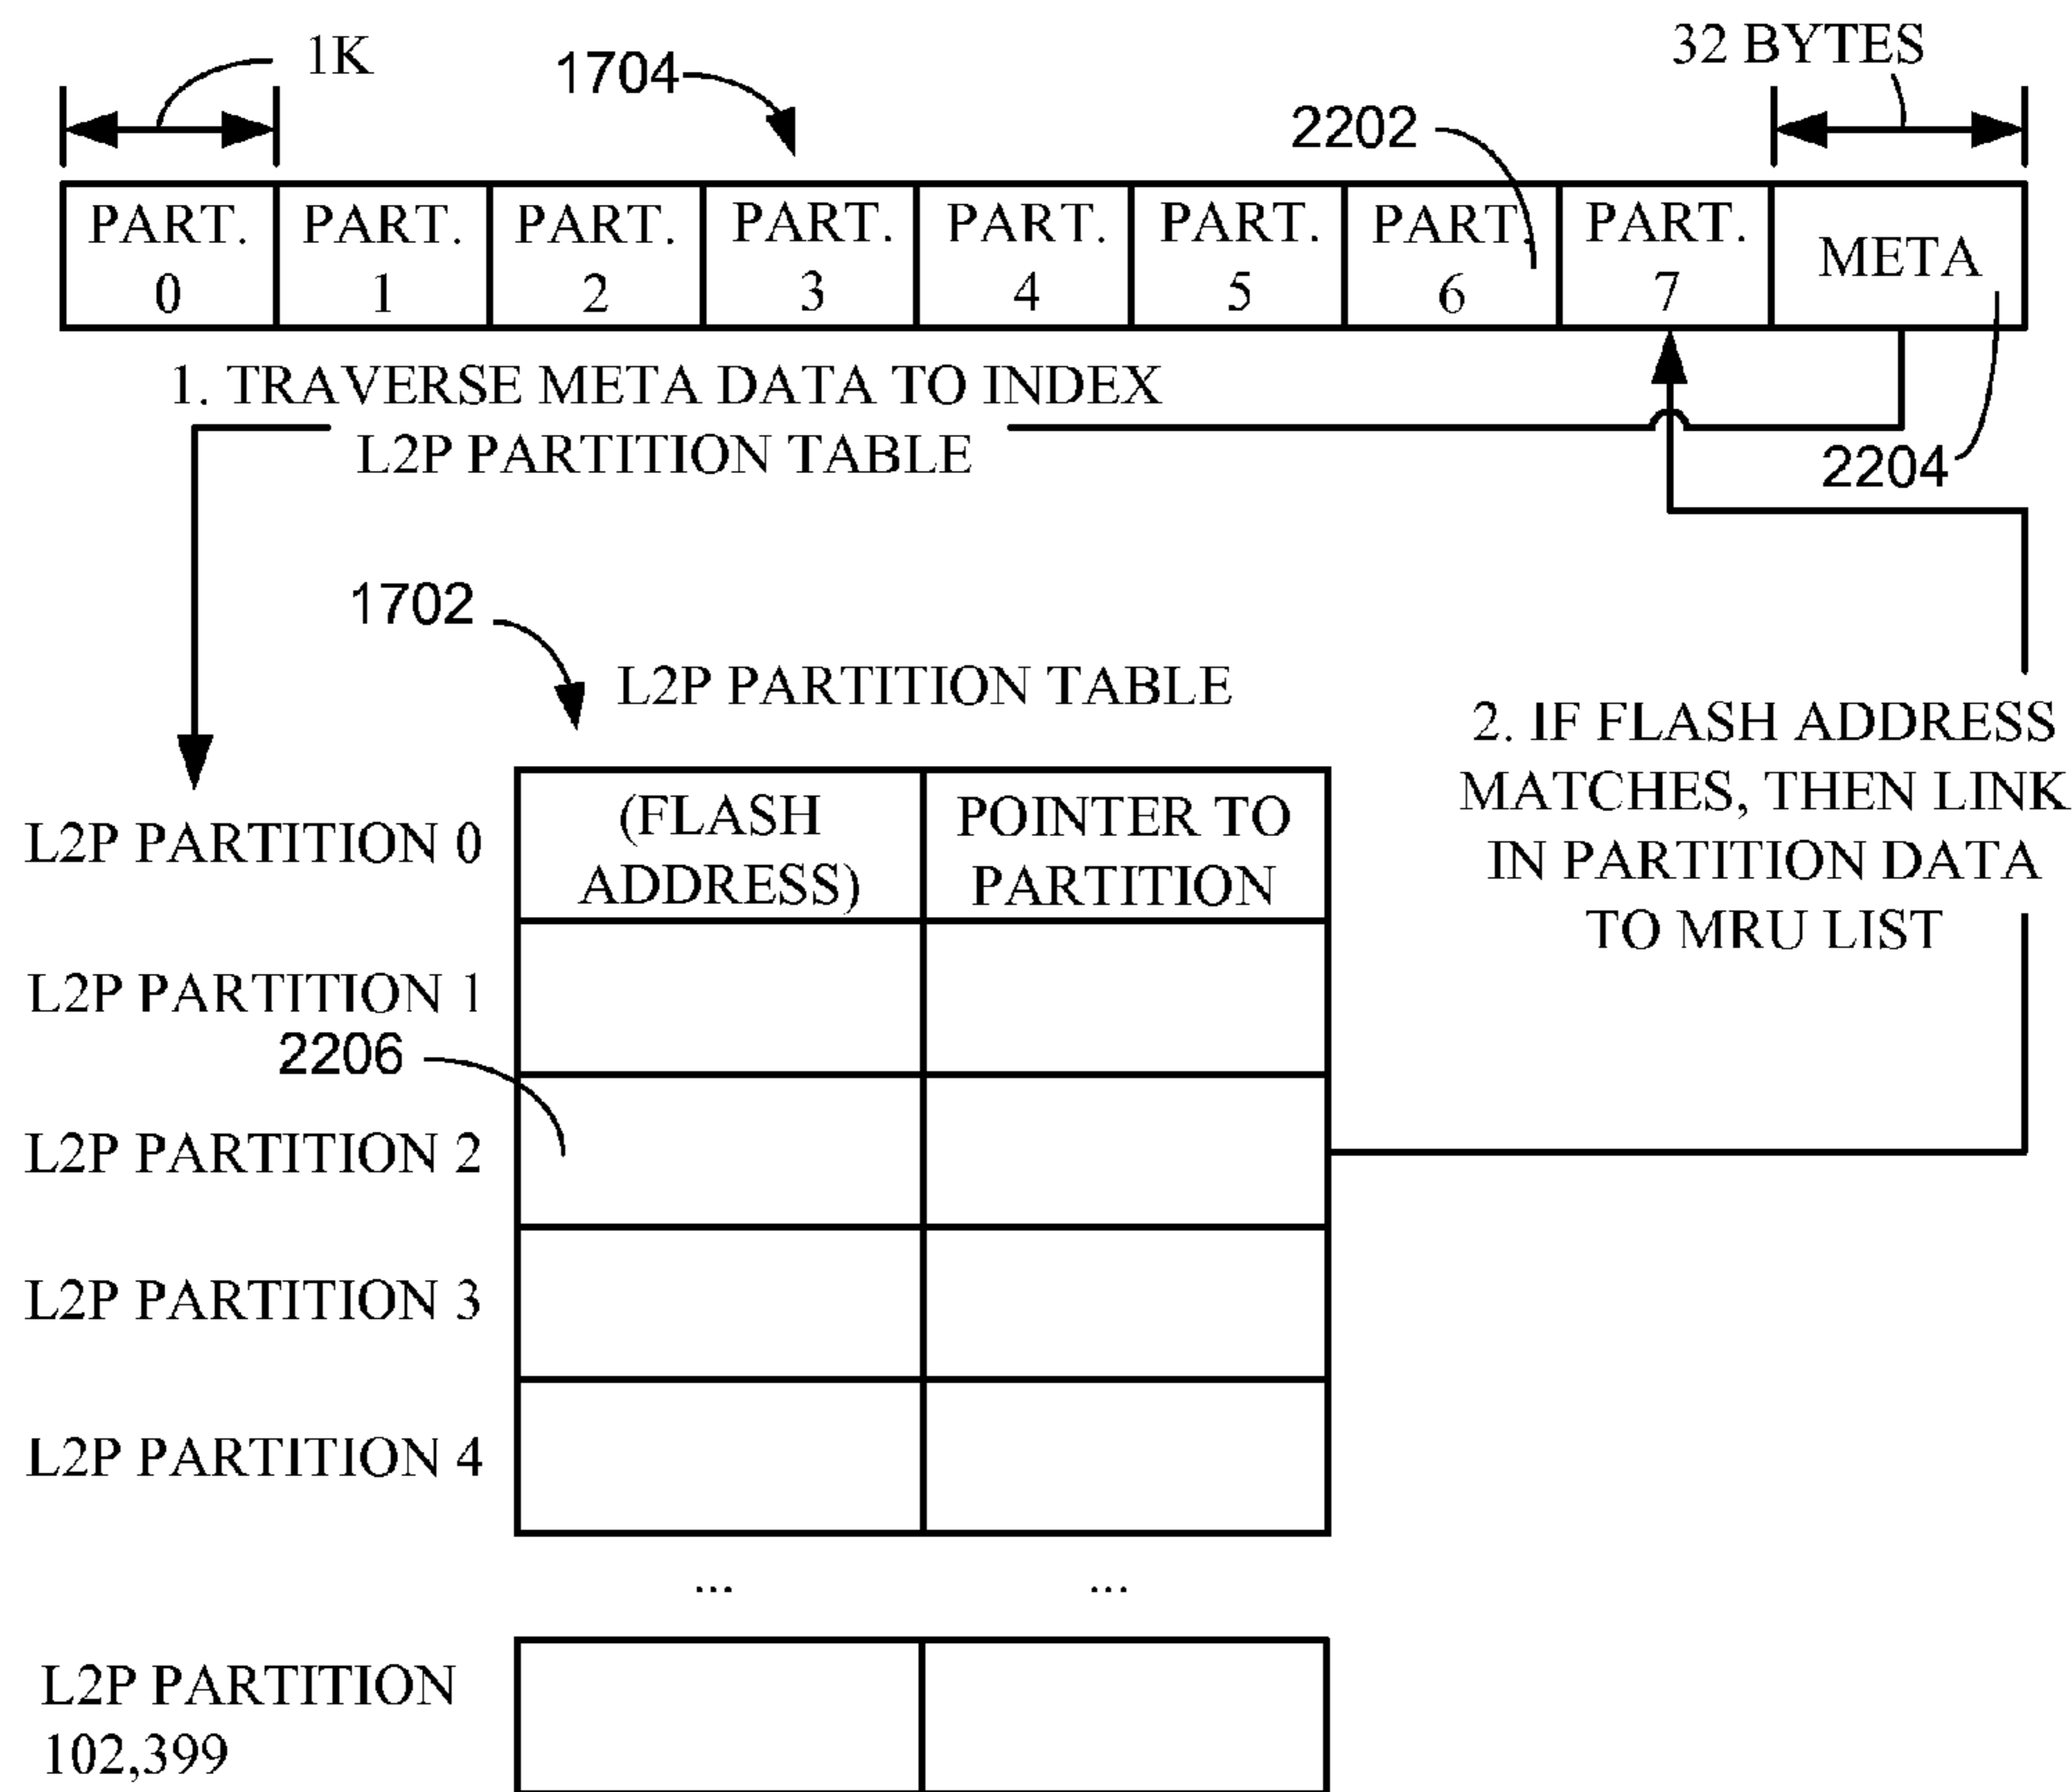 1K
1704
32 BYTES
2202
PART. 0
PART. 1
PART. 2
PART. 3
PART. 4
PART. 5
PART. 6
PART. 7
META
1. TRAVERSE META DATA TO INDEX
L2P PARTITION TABLE
2204
1702
L2P PARTITION TABLE
2. IF FLASH ADDRESS
MATCHES, THEN LINK
IN PARTITION DATA
TO MRU LIST
L2P PARTITION 0
(FLASH
ADDRESS)
POINTER TO
PARTITION
L2P PARTITION 1
2206
L2P PARTITION 2
L2P PARTITION 3
L2P PARTITION 4
... ...
L2P PARTITION
102,399